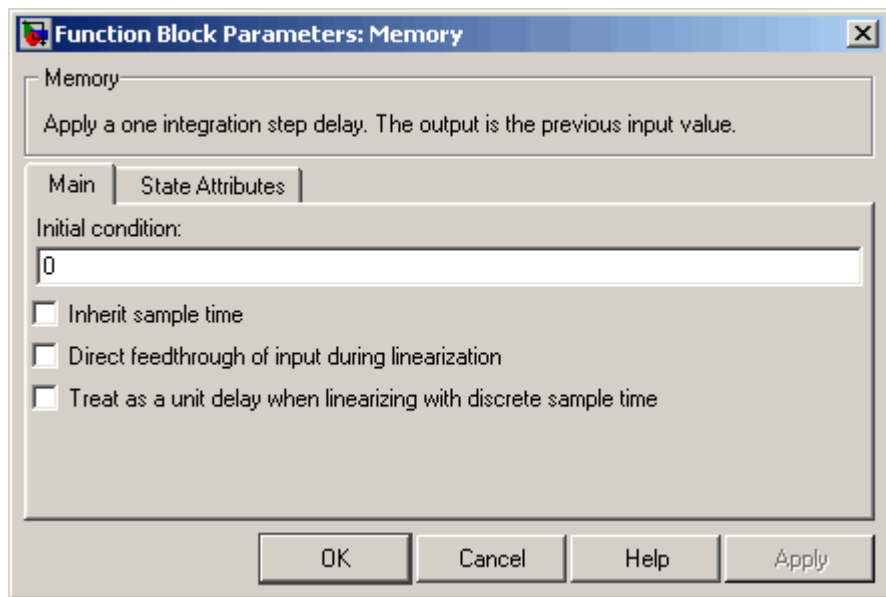 Function Block Parameters: Memory
Memory
Apply a one integration step delay. The output is the previous input value.
Main State Attributes
Initial condition:
0
Inherit sample time
Direct feedthrough of input during linearization
Treat as a unit delay when linearizing with discrete sample time
OK Cancel Help Apply